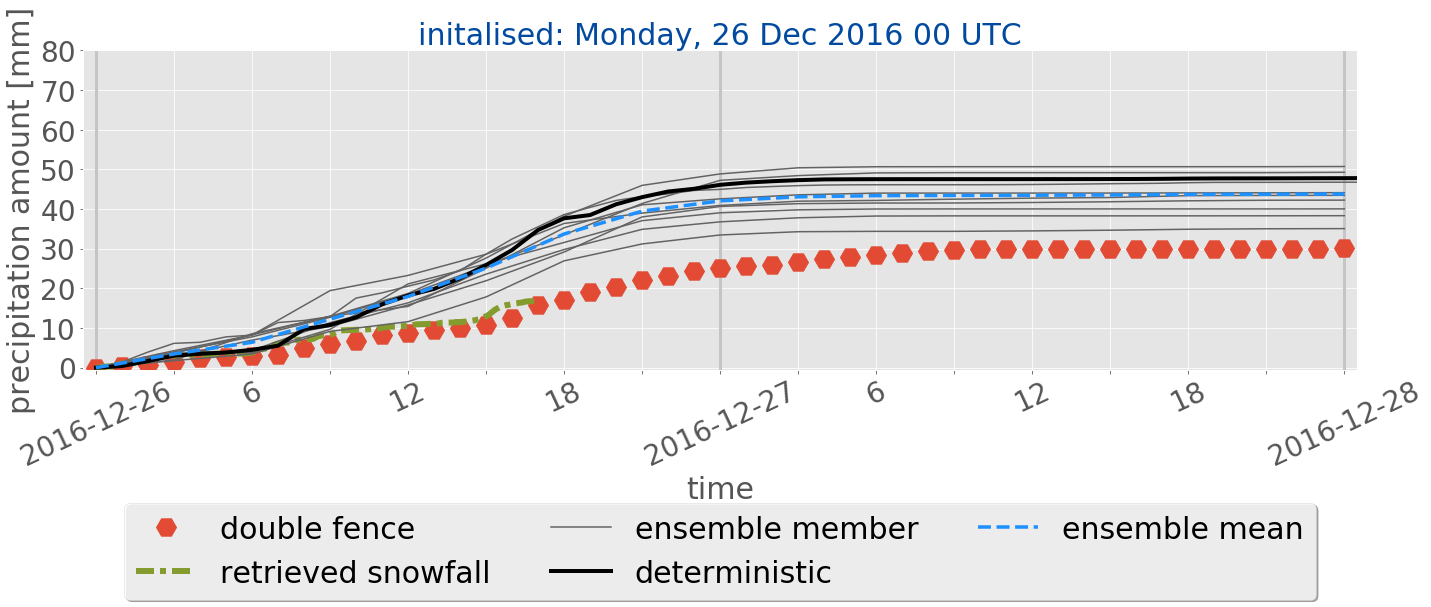 initalised: Monday, 26 Dec 2016 00 UTC
precipitation amount [mm]
80
70
60
50
40
30
20
10
0
2016-12-26 6 12 18 2016-12-27 6 12 18 2016-12-28
time
double fence ensemble member ensemble mean
retrieved snowfall deterministic